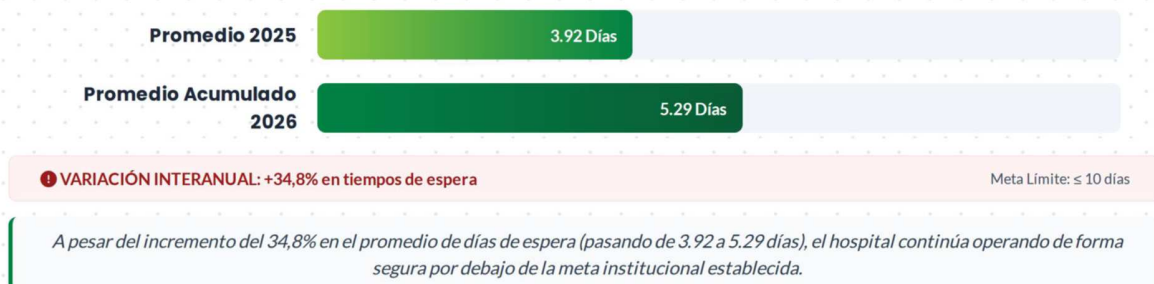 Promedio 2025
3.92 Días
Promedio Acumulado
2026
5.29 Días
VARIACIÓN INTERANUAL: +34,8% en tiempos de espera
Meta Límite: ≤ 10 días
A pesar del incremento del 34,8% en el promedio de días de espera (pasando de 3.92 a 5.29 días), el hospital continúa operando de forma
segura por debajo de la meta institucional establecida.